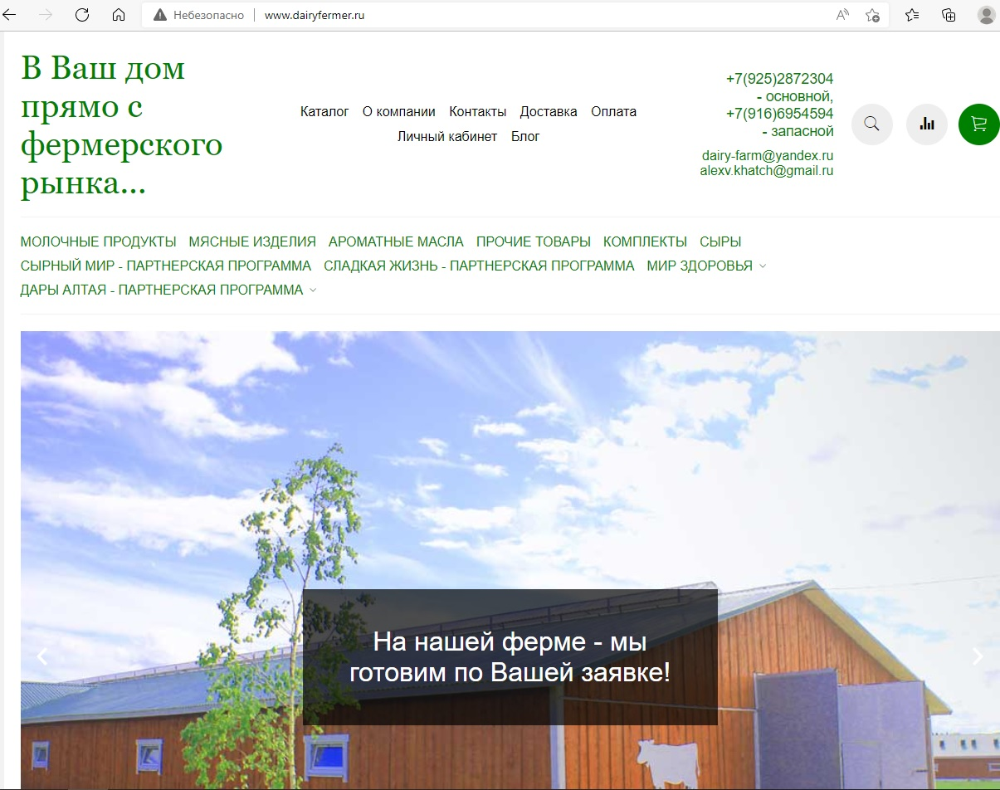 Небезопасно www.dairyfermer.ru
В Ваш дом
прямо с
фермерского
рынка...
Каталог О компании Контакты Доставка Оплата
Личный кабинет Блог
+7(925)2872304
- основной,
+7(916)6954594
- запасной
dairy-farm@yandex.ru
alexv.khatch@gmail.ru
МОЛОЧНЫЕ ПРОДУКТЫ МЯСНЫЕ ИЗДЕЛИЯ АРОМАТНЫЕ МАСЛА ПРОЧИЕ ТОВАРЫ КОМПЛЕКТЫ СЫРЫ
СЫРНЫЙ МИР - ПАРТНЕРСКАЯ ПРОГРАММА СЛАДКАЯ ЖИЗНЬ - ПАРТНЕРСКАЯ ПРОГРАММА МИР ЗДОРОВЬЯ
ДАРЫ АЛТАЯ - ПАРТНЕРСКАЯ ПРОГРАММА
На нашей ферме - мы
готовим по Вашей заявке!